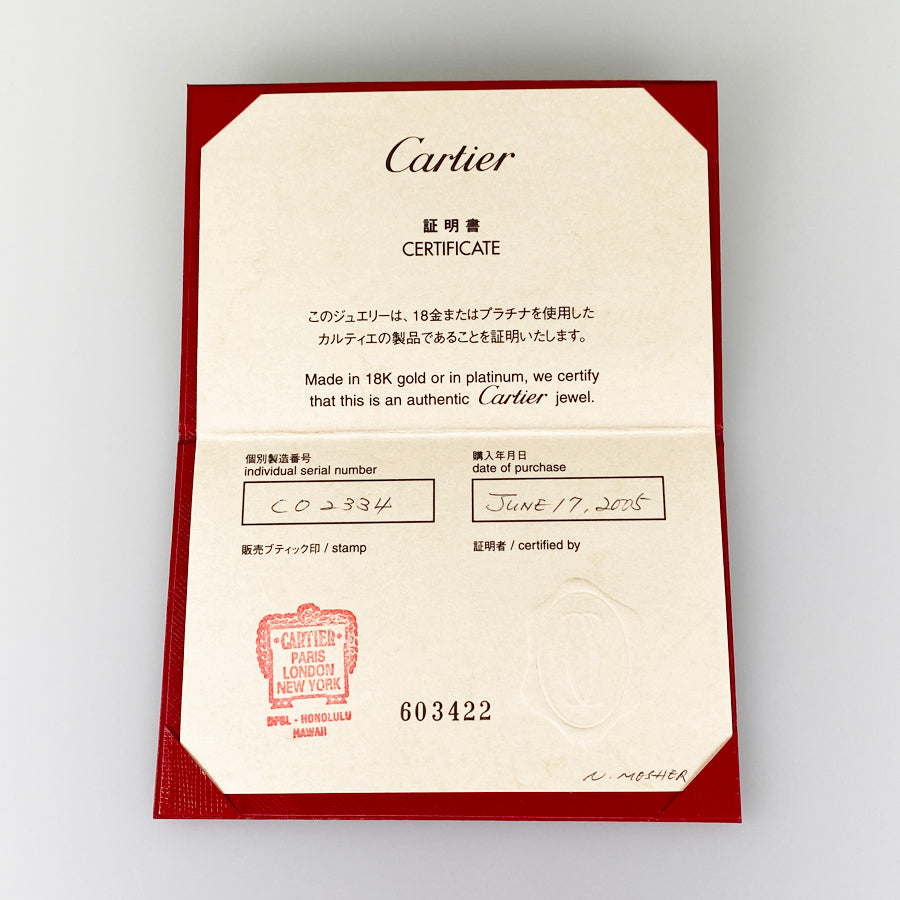 Cartier
証明書
CERTIFICATE
このジュエリーは、18金またはプラチナを使用した
カルティエの製品であることを証明いたします。
Made in 18K gold or in platinum, we certify
that this is an authentic Cartier jewel.
個別製造番号
individual serial number
CO2334
購入年月日
date of purchase
JUNE 17, 2005
販売ブティック印 / stamp
証明者 / certified by
CARTIER
PARIS
LONDON
NEW YORK
HONOLULU
HAWAII
603422
N. MOSHER